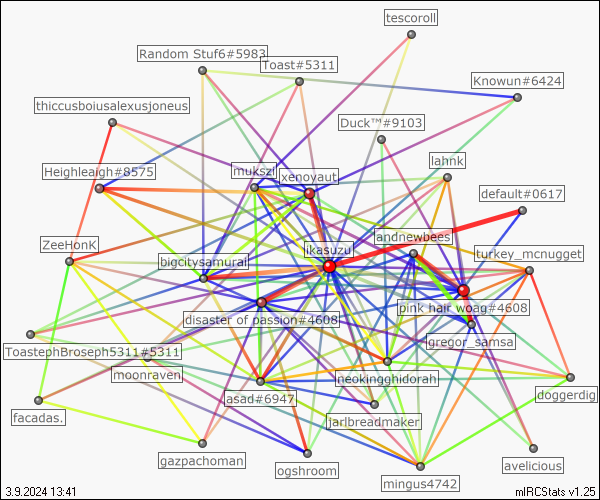 tescoroll
Random Stuf6#5983
Toast#5311
Knowun#6424
thiccusboiusalexusjoneus
Duck™#9103
lahnk
Heighleaigh#8575
mukszi
xenoyaut
default#0617
andnewbees
ZeeHonK
ikasuzu
turkey_mcnugget
bigcitysamurai
disaster of passion#4608
pink hair woag#4608
gregor_samsa
ToastephBroseph5311#5311
moonraven
neokingghidorah
doggerdig
asad#6947
facadas.
jarlbreadmaker
gazpachoman
ogshroom
avelicious
mingus4742
3.9.2024 13:41
mIRCStats v1.25